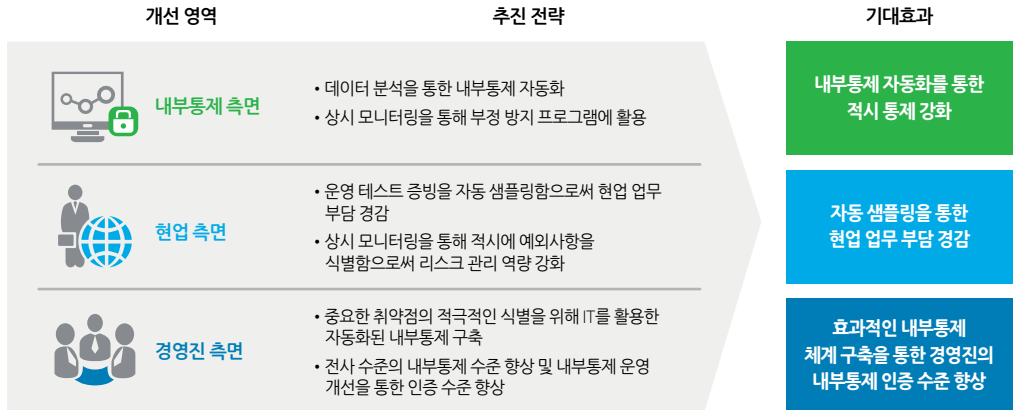 개선 영역
추진 전략
기대효과
내부통제 측면
• 데이터 분석을 통한 내부통제 자동화
• 상시 모니터링을 통해 부정 방지 프로그램에 활용
내부통제 자동화를 통한
적시 통제 강화
현업 측면
• 운영 테스트 증빙을 자동 샘플링함으로써 현업 업무
부담 경감
• 상시 모니터링을 통해 적시에 예외사항을
식별함으로써 리스크 관리 역량 강화
자동 샘플링을 통한
현업 업무 부담 경감
경영진 측면
• 중요한 취약점의 적극적인 식별을 위해 IT를 활용한
자동화된 내부통제 구축
• 전사 수준의 내부통제 수준 향상 및 내부통제 운영
개선을 통한 인증 수준 향상
효과적인 내부통제
체계 구축을 통한 경영진의
내부통제 인증 수준 향상